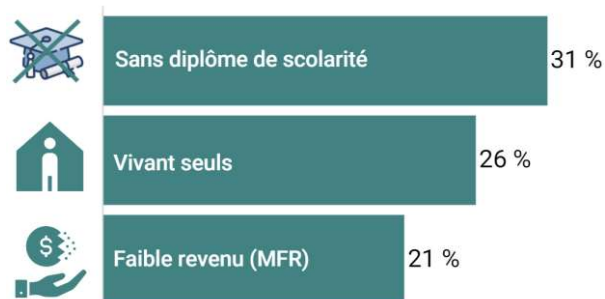 Sans diplôme de scolarité
31 %
Vivant seuls
26 %
$
Faible revenu (MFR)
21 %